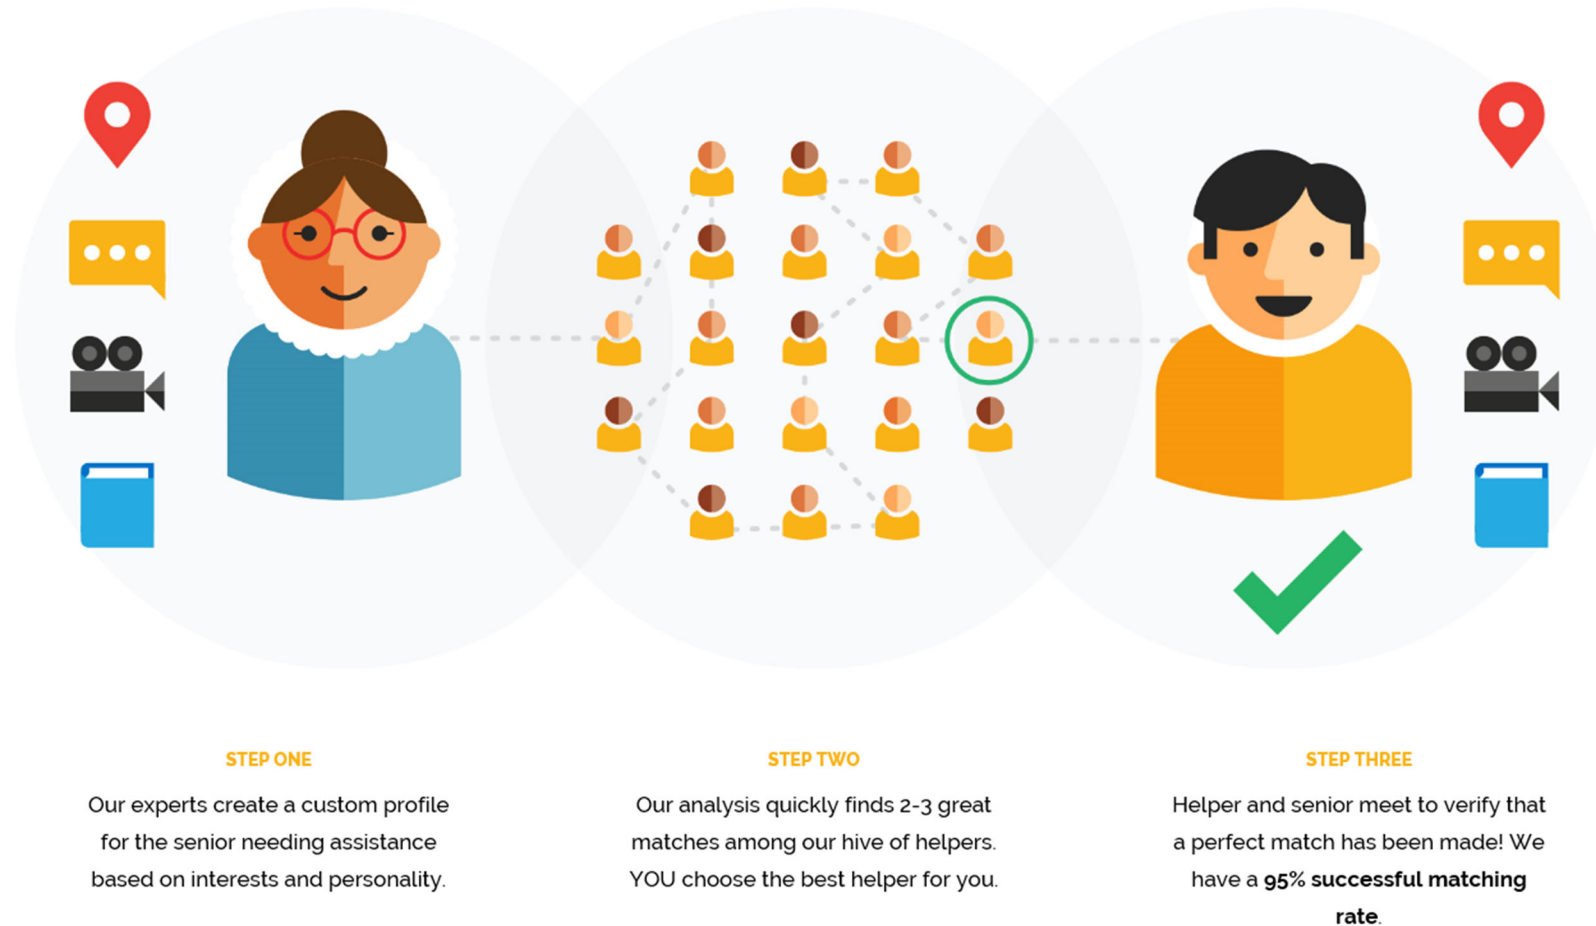 STEP ONE
Our experts create a custom profile
for the senior needing assistance
based on interests and personality.
STEP TWO
Our analysis quickly finds 2-3 great
matches among our hive of helpers.
YOU choose the best helper for you.
STEP THREE
Helper and senior meet to verify that
a perfect match has been made! We
have a 95% successful matching
rate.